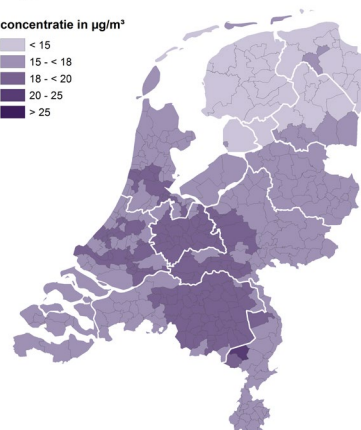 concentratie in µg/m³
< 15
15 - < 18
18 - < 20
20 - 25
> 25